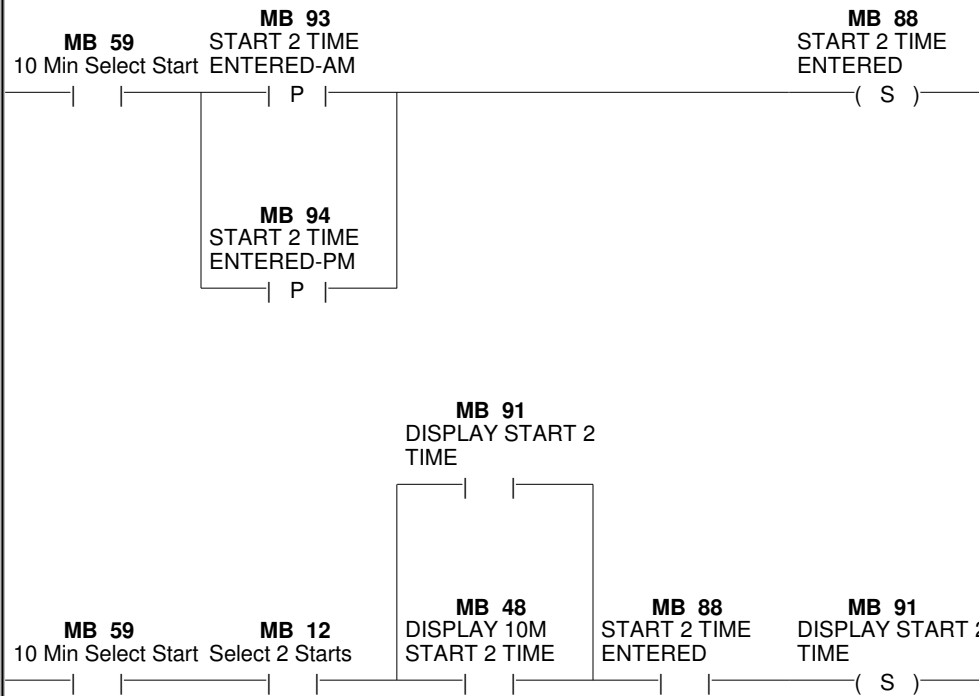 MB 93
START 2 TIME
ENTERED-AM
MB 59
10 Min Select Start
P
MB 88
START 2 TIME
ENTERED
S
MB 94
START 2 TIME
ENTERED-PM
P
MB 91
DISPLAY START 2
TIME
MB 59
10 Min Select Start
MB 12
Select 2 Starts
MB 48
DISPLAY 10M
START 2 TIME
MB 88
START 2 TIME
ENTERED
MB 91
DISPLAY START 2
TIME
S